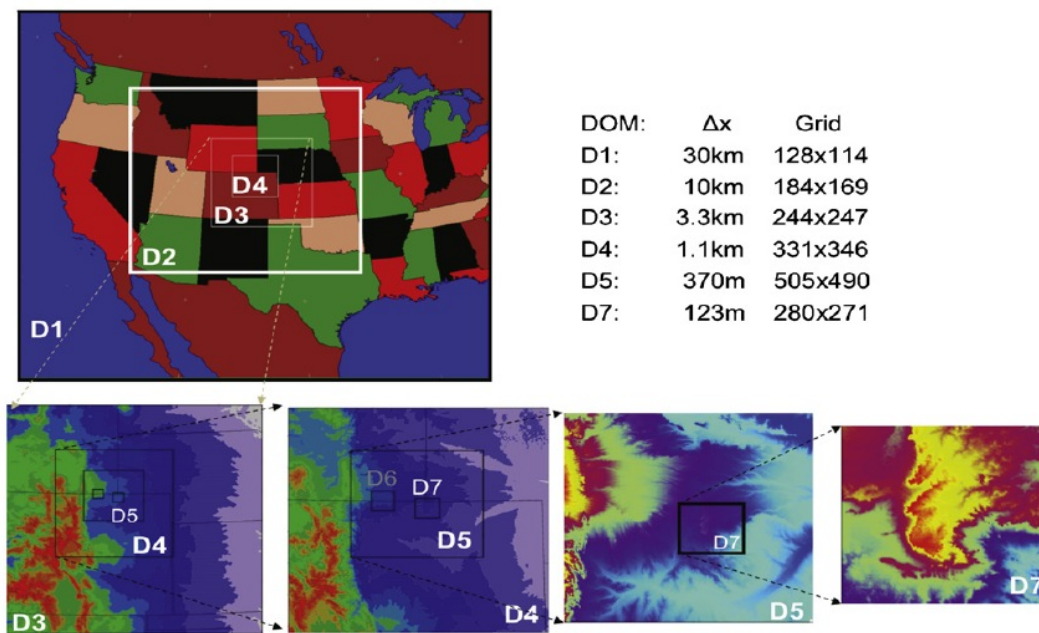 D4
D3
D2
D1
DOM: Δx Grid
D1: 30km 128x114
D2: 10km 184x169
D3: 3.3km 244x247
D4: 1.1km 331x346
D5: 370m 505x490
D7: 123m 280x271
D5
D4
D3
D6
D7
D5
D4
D7
D5
D7